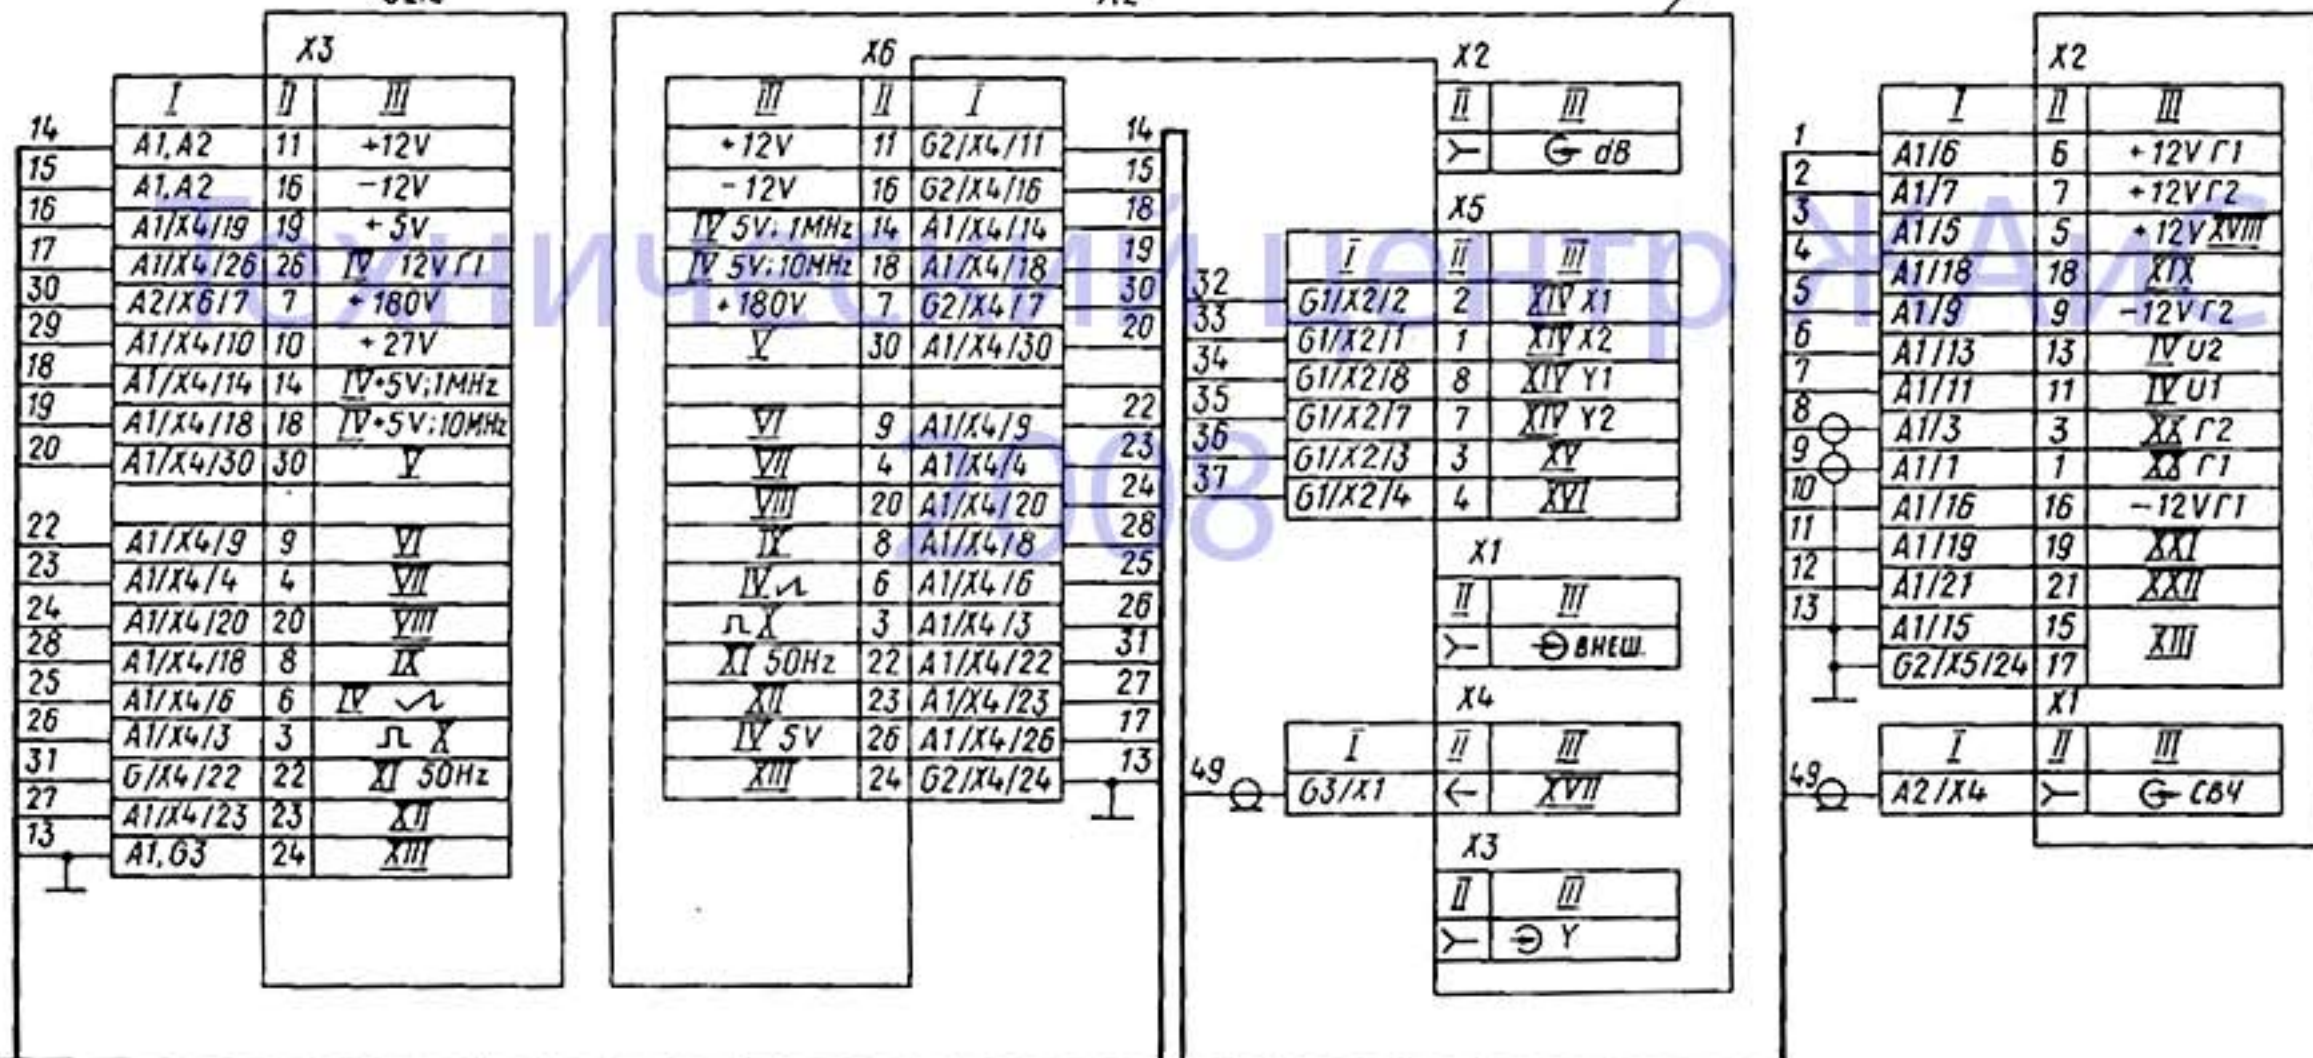 X3
I II III
14 A1,A2 11 +12V
15 A1,A2 16 -12V
16 A1/X4/19 19 +5V
17 A1/X4/26 26 IV 12V Г1
30 A2/X6/7 7 +180V
29 A1/X4/10 10 +27V
18 A1/X4/14 14 IV+5V;1MHz
19 A1/X4/18 18 IV+5V;10MHz
20 A1/X4/30 30 V
22 A1/X4/9 9 VI
23 A1/X4/4 4 VII
24 A1/X4/20 20 VIII
28 A1/X4/18 8 IX
25 A1/X4/6 6 IV
26 A1/X4/3 3 X
31 G/X4/22 22 XI 50Hz
27 A1/X4/23 23 XII
13 A1,G3 24 XIII
X6
III II I
+12V 11 G2/X4/11 14
-12V 16 G2/X4/16 15
IV 5V; 1MHz 14 A1/X4/14 18
IV 5V;10MHz 18 A1/X4/18 19
+180V 7 G2/X4/7 30
V 30 A1/X4/30 20
VI 9 A1/X4/9 22
VII 4 A1/X4/4 23
VIII 20 A1/X4/20 24
IX 8 A1/X4/8 28
IV 6 A1/X4/6 25
X 3 A1/X4/3 26
XI 50Hz 22 A1/X4/22 31
XII 23 A1/X4/23 27
IV 5V 26 A1/X4/26 17
XIII 24 G2/X4/24 13
X2
II III
dB
X5
I II III
32 G1/X2/2 2 XIV X1
33 G1/X2/1 1 XIV X2
34 G1/X2/8 8 XIV Y1
35 G1/X2/7 7 XIV Y2
36 G1/X2/3 3 XV
37 G1/X2/4 4 XVI
X1
II III
ВНЕШ.
X4
I II III
49 G3/X1 XVII
X3
II III
Y
X2
I II III
1 A1/6 6 +12V Г1
2 A1/7 7 +12V Г2
3 A1/5 5 +12V XVIII
4 A1/18 18 XIX
5 A1/9 9 -12V Г2
6 A1/13 13 IV U2
7 A1/11 11 IV U1
8 A1/3 3 XX Г2
9 A1/1 1 XX Г1
10 A1/16 16 -12V Г1
11 A1/19 19 XXI
12 A1/21 21 XXII
13 A1/15 15 XIII
G2/X5/24 17
X1
I II III
49 A2/X4 СВЧ
Технический центр ЖАиС
2008